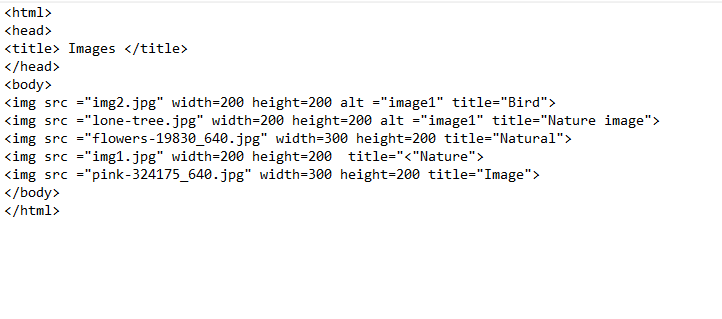 <html>
<head>
<title> Images </title>
</head>
<body>
<img src ="img2.jpg" width=200 height=200 alt ="image1" title="Bird">
<img src ="lone-tree.jpg" width=200 height=200 alt ="image1" title="Nature image">
<img src ="flowers-19830_640.jpg" width=300 height=200 title="Natural">
<img src ="img1.jpg" width=200 height=200  title="<"Nature">
<img src ="pink-324175_640.jpg" width=300 height=200 title="Image">
</body>
</html>